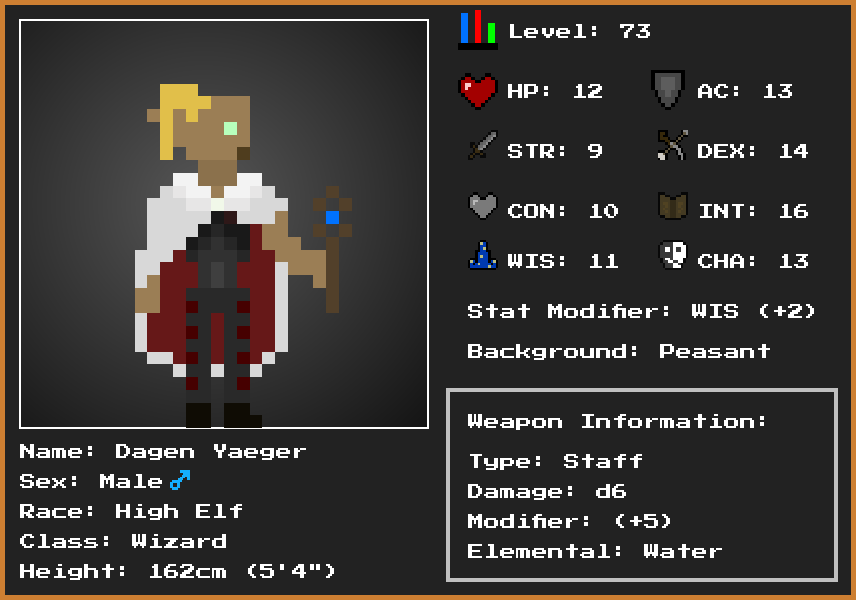 Level: 73
HP: 12
AC: 13
STR: 9
DEX: 14
CON: 10
INT: 16
WIS: 11
CHA: 13
Stat Modifier: WIS (+2)
Background: Peasant
Weapon Information:
Type: Staff
Damage: d6
Modifier: (+5)
Elemental: Water
Name: Dagen Yaeger
Sex: Male♂
Race: High Elf
Class: Wizard
Height: 162cm (5'4")